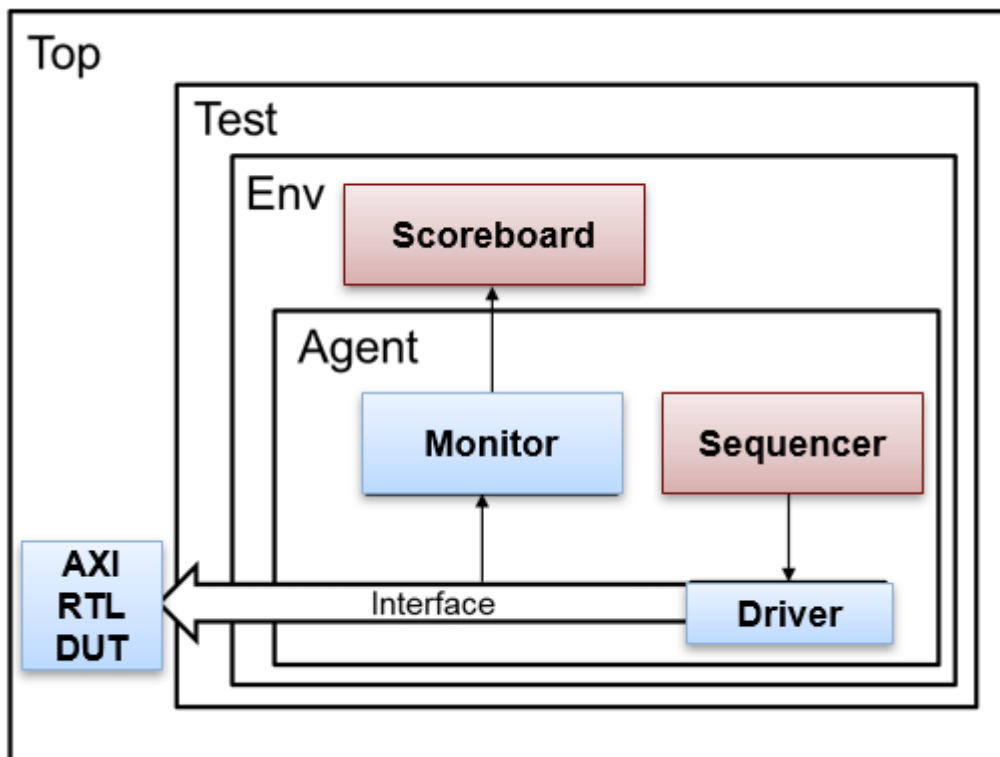 Top
Test
Env
Scoreboard
Agent
Monitor
Sequencer
AXI
RTL
DUT
Interface
Driver